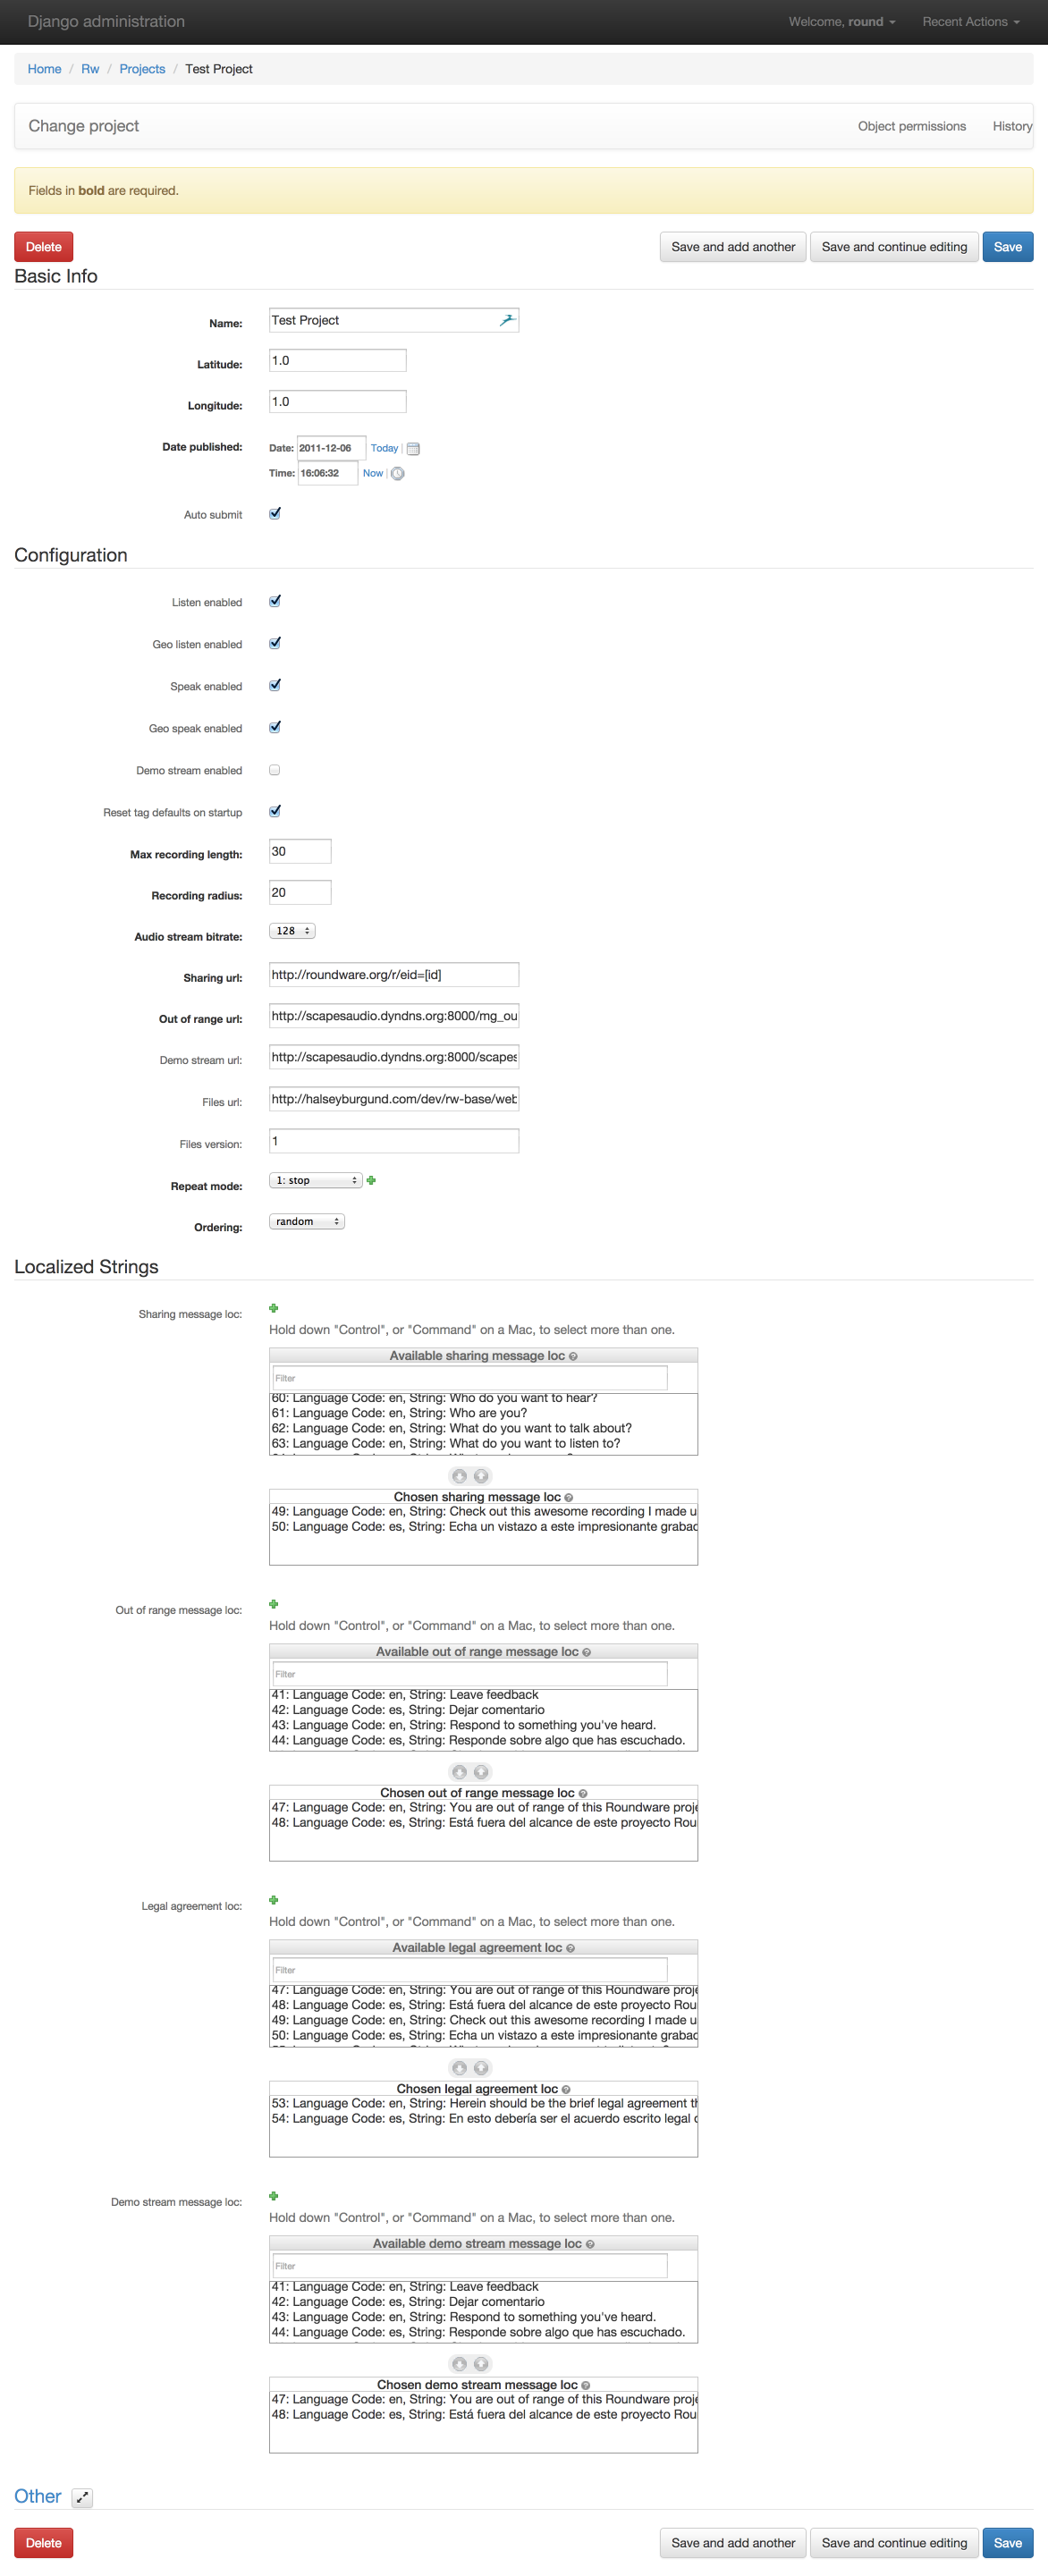 Django administration
Welcome, round
Recent Actions
Home / Rw / Projects / Test Project
Change project
Object permissions
History
Fields in bold are required.
Delete
Save and add another
Save and continue editing
Save
Basic Info
Name:
Test Project
Latitude:
1.0
Longitude:
1.0
Date published:
Date: 2011-12-06 Today |
Time: 16:06:32 Now |
Auto submit
Configuration
Listen enabled
Geo listen enabled
Speak enabled
Geo speak enabled
Demo stream enabled
Reset tag defaults on startup
Max recording length:
30
Recording radius:
20
Audio stream bitrate:
128
Sharing url:
http://roundware.org/r/eid=[id]
Out of range url:
http://scapesaudio.dyndns.org:8000/mg_ou
Demo stream url:
http://scapesaudio.dyndns.org:8000/scapes
Files url:
http://halseyburgund.com/dev/rw-base/web
Files version:
1
Repeat mode:
1: stop
Ordering:
random
Localized Strings
Sharing message loc:
Hold down "Control", or "Command" on a Mac, to select more than one.
Available sharing message loc
Filter
60: Language Code: en, String: Who do you want to hear?
61: Language Code: en, String: Who are you?
62: Language Code: en, String: What do you want to talk about?
63: Language Code: en, String: What do you want to listen to?
Chosen sharing message loc
49: Language Code: en, String: Check out this awesome recording I made u
50: Language Code: es, String: Echa un vistazo a este impresionante grabac
Out of range message loc:
Hold down "Control", or "Command" on a Mac, to select more than one.
Available out of range message loc
Filter
41: Language Code: en, String: Leave feedback
42: Language Code: en, String: Dejar comentario
43: Language Code: en, String: Respond to something you've heard.
44: Language Code: es, String: Responde sobre algo que has escuchado.
Chosen out of range message loc
47: Language Code: en, String: You are out of range of this Roundware proje
48: Language Code: es, String: Está fuera del alcance de este proyecto Rou
Legal agreement loc:
Hold down "Control", or "Command" on a Mac, to select more than one.
Available legal agreement loc
Filter
47: Language Code: en, String: You are out of range of this Roundware proje
48: Language Code: es, String: Está fuera del alcance de este proyecto Rou
49: Language Code: en, String: Check out this awesome recording I made u
50: Language Code: es, String: Echa un vistazo a este impresionante grabac
Chosen legal agreement loc
53: Language Code: en, String: Herein should be the brief legal agreement th
54: Language Code: es, String: En esto debería ser el acuerdo escrito legal c
Demo stream message loc:
Hold down "Control", or "Command" on a Mac, to select more than one.
Available demo stream message loc
Filter
41: Language Code: en, String: Leave feedback
42: Language Code: es, String: Dejar comentario
43: Language Code: en, String: Respond to something you've heard.
44: Language Code: es, String: Responde sobre algo que has escuchado.
Chosen demo stream message loc
47: Language Code: en, String: You are out of range of this Roundware proje
48: Language Code: es, String: Está fuera del alcance de este proyecto Rou
Other
Delete
Save and add another
Save and continue editing
Save